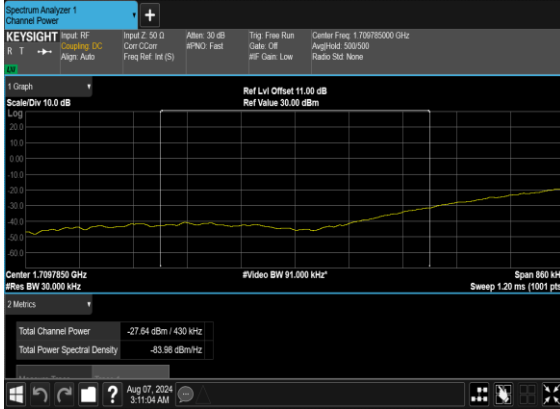 Spectrum Analyzer 1
Channel Power
+
KEYSIGHT Input: RF Input Z: 50 Ω Atten: 30 dB Trig: Free Run Center Freq: 1.709785000 GHz
R T Coupling: DC Corr CCorr #PNO: Fast Gate: Off Avg|Hold: 500/500
Align: Auto Freq Ref: Int (S) #IF Gain: Low Radio Std: None
1 Graph
Ref Lvl Offset 11.00 dB
Scale/Div 10.0 dB Ref Value 30.00 dBm
Log
20.0
10.0
0.00
-10.0
-20.0
-30.0
-40.0
-50.0
Center 1.7097850 GHz #Video BW 91.000 kHz* Span 860 kH
#Res BW 30.000 kHz Sweep 1.20 ms (1001 pts
2 Metrics
Total Channel Power -27.64 dBm / 430 kHz
Total Power Spectral Density -83.98 dBm/Hz
?
Aug 07, 2024
3:11:04 AM